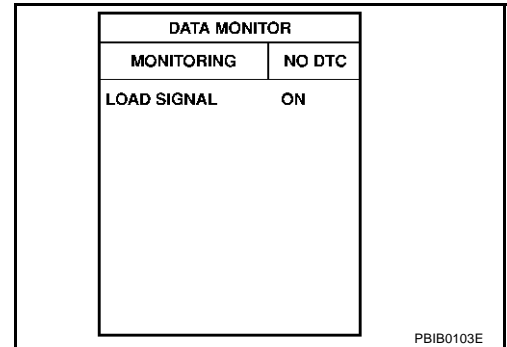 DATA MONITOR
MONITORING NO DTC
LOAD SIGNAL ON
PBIB0103E